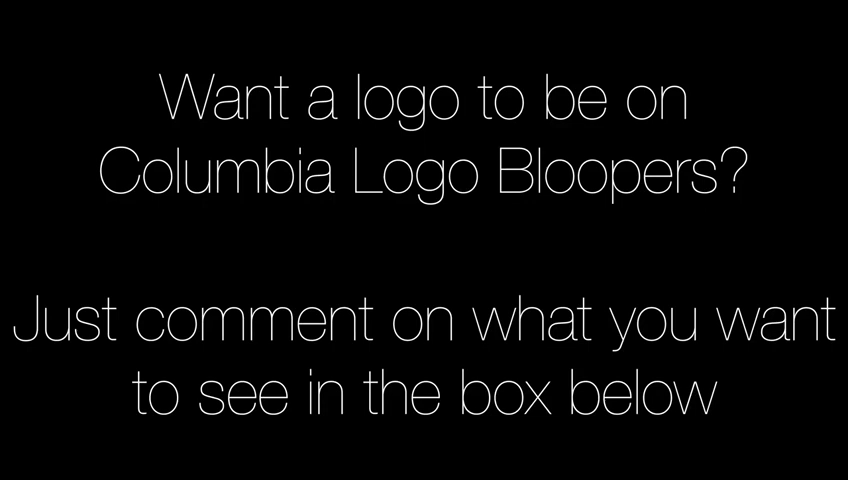 Want a logo to be on
Columbia Logo Bloopers?
Just comment on what you want
to see in the box below